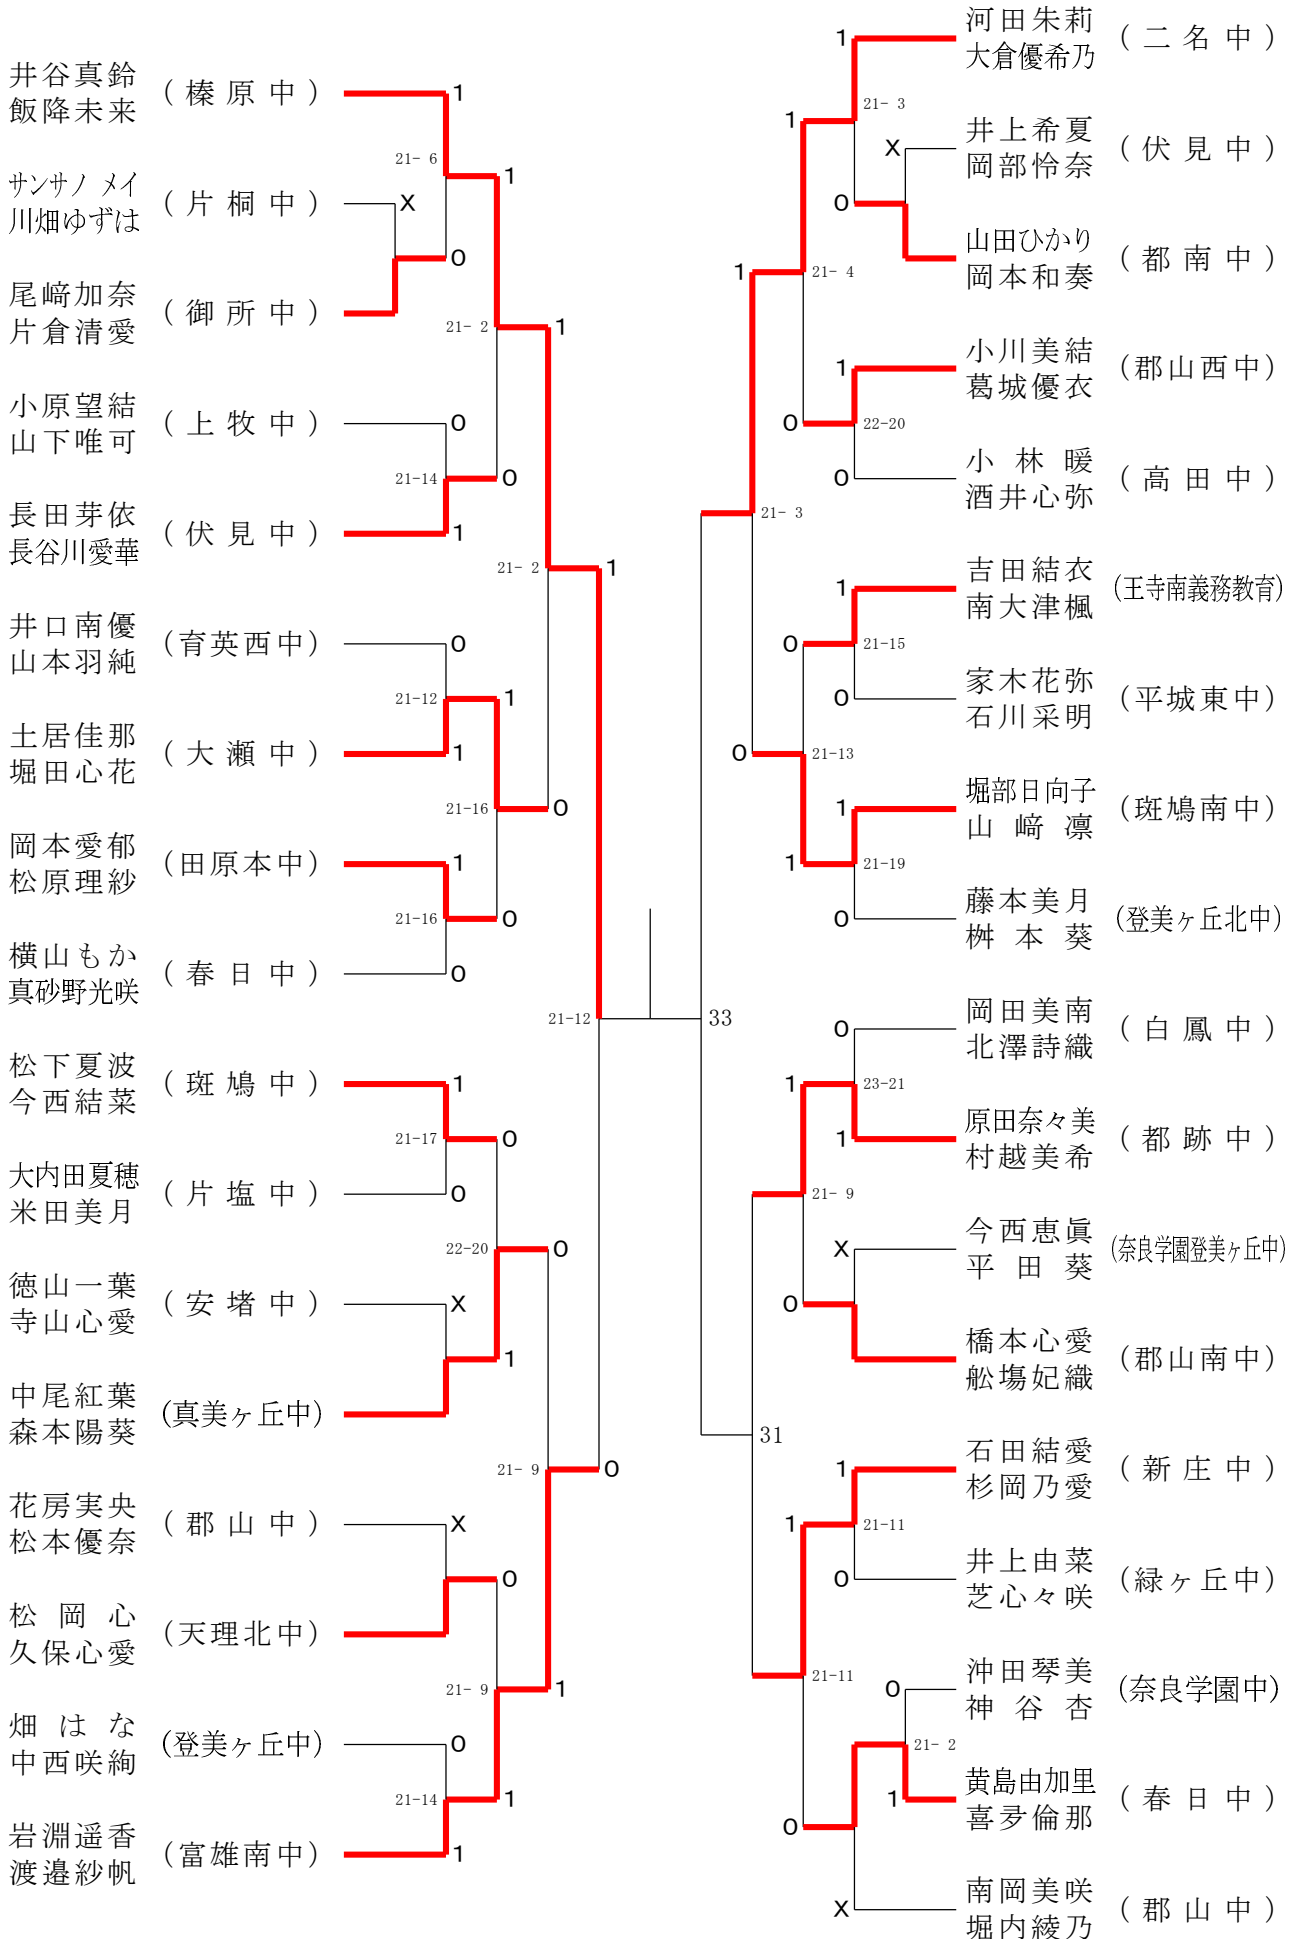 井谷真鈴
飯降未来
(榛原中)
1
21- 6
1
サンサノ メイ
川畑ゆずは
(片桐中)
X
0
尾﨑加奈
片倉清愛
(御所中)
21- 2
1
小原望結
山下唯可
(上牧中)
0
21-14
0
長田芽依
長谷川愛華
(伏見中)
1
21- 2
1
井口南優
山本羽純
(育英西中)
0
21-12
1
土居佳那
堀田心花
(大瀬中)
1
21-16
0
岡本愛郁
松原理紗
(田原本中)
1
21-16
0
横山もか
真砂野光咲
(春日中)
0
21-12
松下夏波
今西結菜
(斑鳩中)
1
21-17
0
大内田夏穂
米田美月
(片塩中)
0
22-20
0
徳山一葉
寺山心愛
(安堵中)
X
1
中尾紅葉
森本陽葵
(真美ヶ丘中)
21- 9
0
花房実央
松本優奈
(郡山中)
X
0
松岡心
久保心愛
(天理北中)
21- 9
1
畑はな
中西咲絢
(登美ヶ丘中)
0
21-14
1
岩淵遥香
渡邉紗帆
(富雄南中)
1
33
1
河田朱莉
大倉優希乃
(二名中)
21- 3
1
X
井上希夏
岡部怜奈
(伏見中)
0
山田ひかり
岡本和奏
(都南中)
1
21- 4
1
小川美結
葛城優衣
(郡山西中)
0
22-20
0
小林暖
酒井心弥
(高田中)
21- 3
1
吉田結衣
南大津楓
(王寺南義務教育)
0
21-15
0
家木花弥
石川采明
(平城東中)
0
21-13
1
堀部日向子
山﨑凛
(斑鳩南中)
1
21-19
0
藤本美月
桝本葵
(登美ヶ丘北中)
0
岡田美南
北澤詩織
(白鳳中)
1
23-21
1
原田奈々美
村越美希
(都跡中)
21- 9
X
今西恵眞
平田葵
(奈良学園登美ヶ丘中)
0
橋本心愛
舩塲妃織
(郡山南中)
31
1
石田結愛
杉岡乃愛
(新庄中)
1
21-11
0
井上由菜
芝心々咲
(緑ヶ丘中)
21-11
0
沖田琴美
神谷杏
(奈良学園中)
21- 2
1
黄島由加里
喜多倫那
(春日中)
0
X
南岡美咲
堀内綾乃
(郡山中)